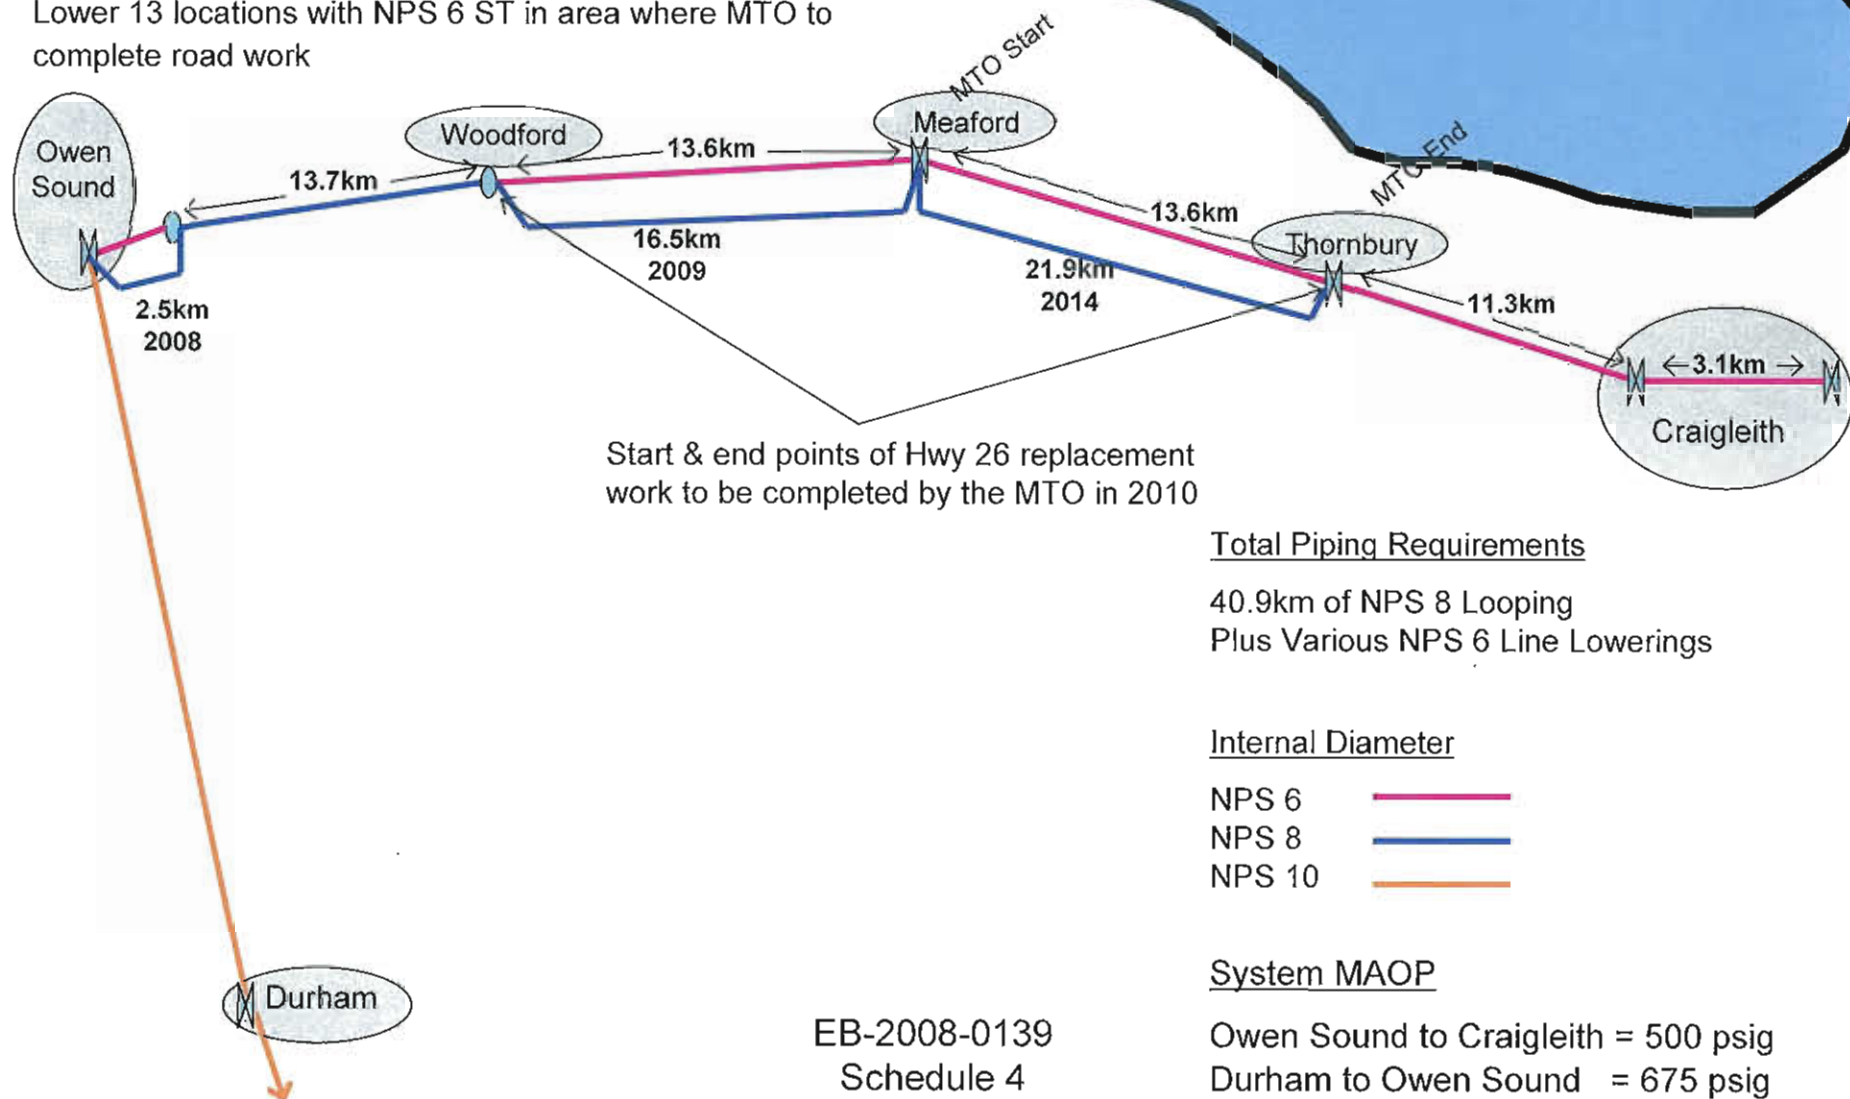 Lower 13 locations with NPS 6 ST in area where MTO to
complete road work
MTO Start
Owen
Sound
Woodford
Meaford
13.6km
13.7km
MTO End
13.6km
Thornbury
16.5km
2009
21.9km
2014
11.3km
2.5km
2008
3.1km
Craigleith
Start & end points of Hwy 26 replacement
work to be completed by the MTO in 2010
Total Piping Requirements
40.9km of NPS 8 Looping
Plus Various NPS 6 Line Lowerings
Internal Diameter
NPS 6
NPS 8
NPS 10
Durham
System MAOP
Owen Sound to Craigleith = 500 psig
Durham to Owen Sound = 675 psig
EB-2008-0139
Schedule 4